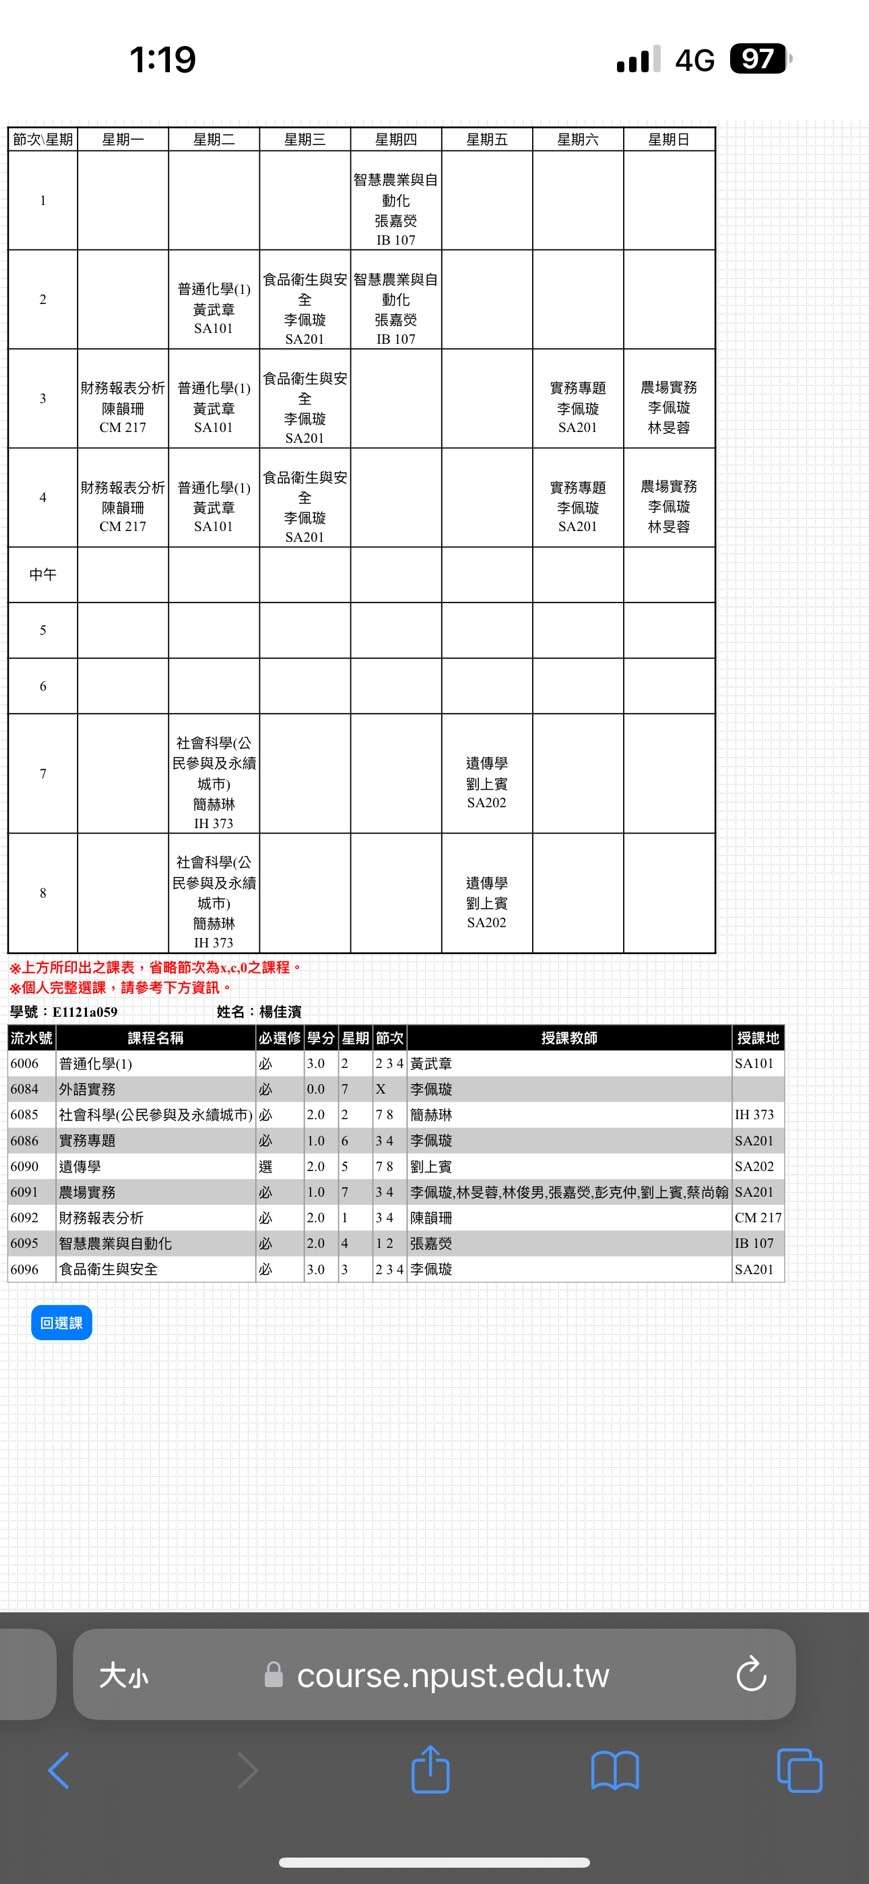 1:19
4G 97
節次\星期 星期一 星期二 星期三 星期四 星期五 星期六 星期日
1
智慧農業與自
動化
張嘉熒
IB 107
2
普通化學(1)
黃武章
SA101
食品衛生與安
全
李佩璇
SA201
智慧農業與自
動化
張嘉熒
IB 107
3
財務報表分析
陳韻珊
CM 217
普通化學(1)
黃武章
SA101
食品衛生與安
全
李佩璇
SA201
實務專題
李佩璇
SA201
農場實務
李佩璇
林旻蓉
4
財務報表分析
陳韻珊
CM 217
普通化學(1)
黃武章
SA101
食品衛生與安
全
李佩璇
SA201
實務專題
李佩璇
SA201
農場實務
李佩璇
林旻蓉
中午
5
6
7
社會科學(公
民參與及永續
城市)
簡赫琳
IH 373
遺傳學
劉上賓
SA202
8
社會科學(公
民參與及永續
城市)
簡赫琳
IH 373
遺傳學
劉上賓
SA202
※上方所印出之課表，省略節次為x,c,0之課程。
※個人完整選課，請參考下方資訊。
學號：E1121a059 姓名：楊佳濱
流水號 課程名稱 必選修 學分 星期 節次 授課教師 授課地
6006 普通化學(1) 必 3.0 2 2 3 4 黃武章 SA101
6084 外語實務 必 0.0 7 X 李佩璇
6085 社會科學(公民參與及永續城市) 必 2.0 2 7 8 簡赫琳 IH 373
6086 實務專題 必 1.0 6 3 4 李佩璇 SA201
6090 遺傳學 選 2.0 5 7 8 劉上賓 SA202
6091 農場實務 必 1.0 7 3 4 李佩璇,林旻蓉,林俊男,張嘉熒,彭克仲,劉上賓,蔡尚翰 SA201
6092 財務報表分析 必 2.0 1 3 4 陳韻珊 CM 217
6095 智慧農業與自動化 必 2.0 4 1 2 張嘉熒 IB 107
6096 食品衛生與安全 必 3.0 3 2 3 4 李佩璇 SA201
回選課
大小 course.npust.edu.tw